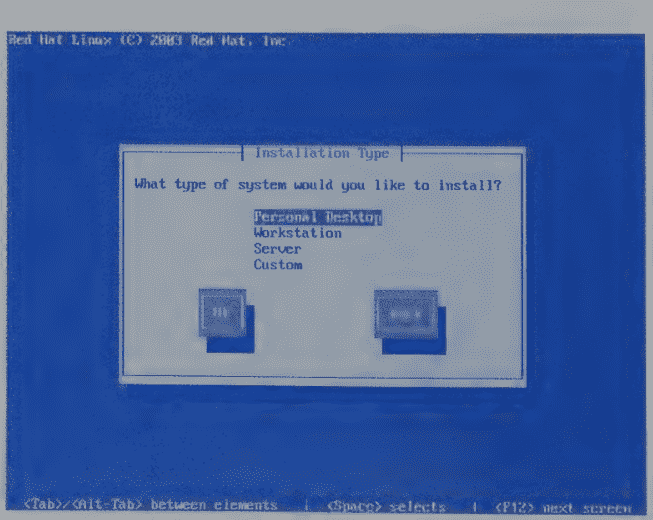 Red Hat Linux (C) 2003 Red Hat, Inc.
Installation Type
What type of system would you like to install?
Personal Desktop
Workstation
Server
Custom
<Tab>/<Alt-Tab> between elements | <Space> selects | <F12> next screen